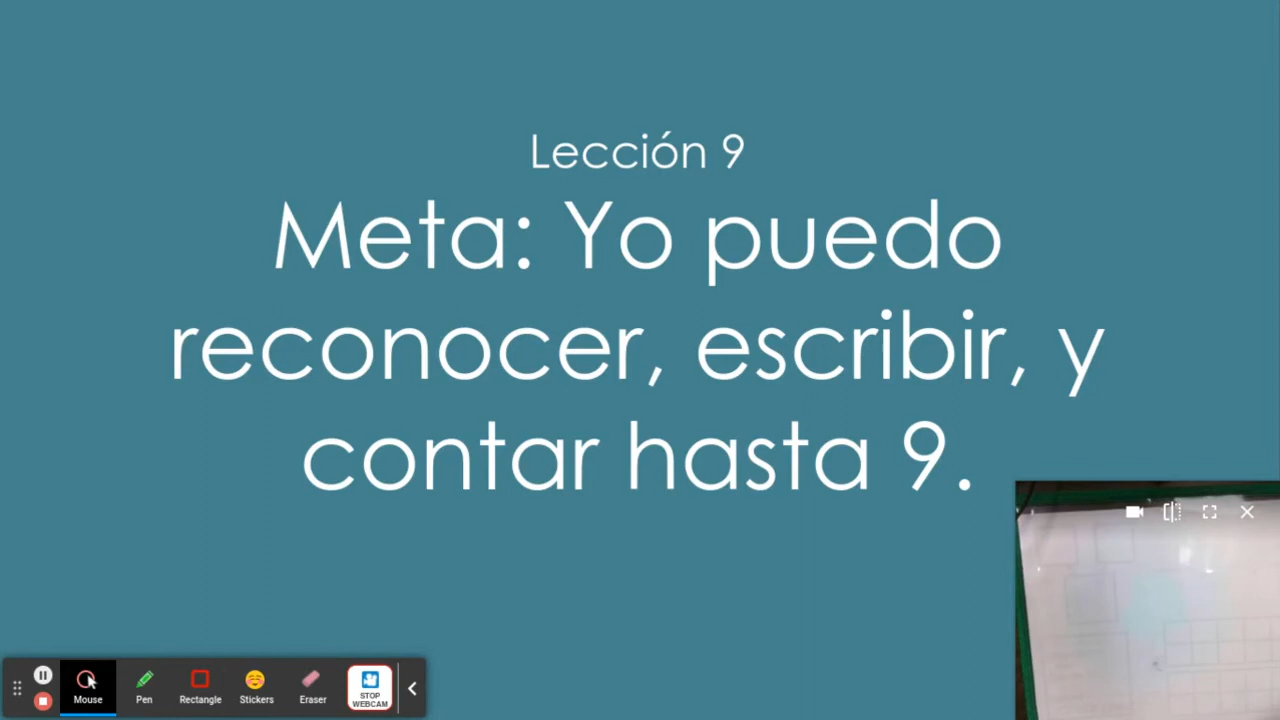 Lección 9
Meta: Yo puedo
reconocer, escribir, y
contar hasta 9.
Mouse
Pen
Rectangle
Stickers
Eraser
STOP
WEBCAM